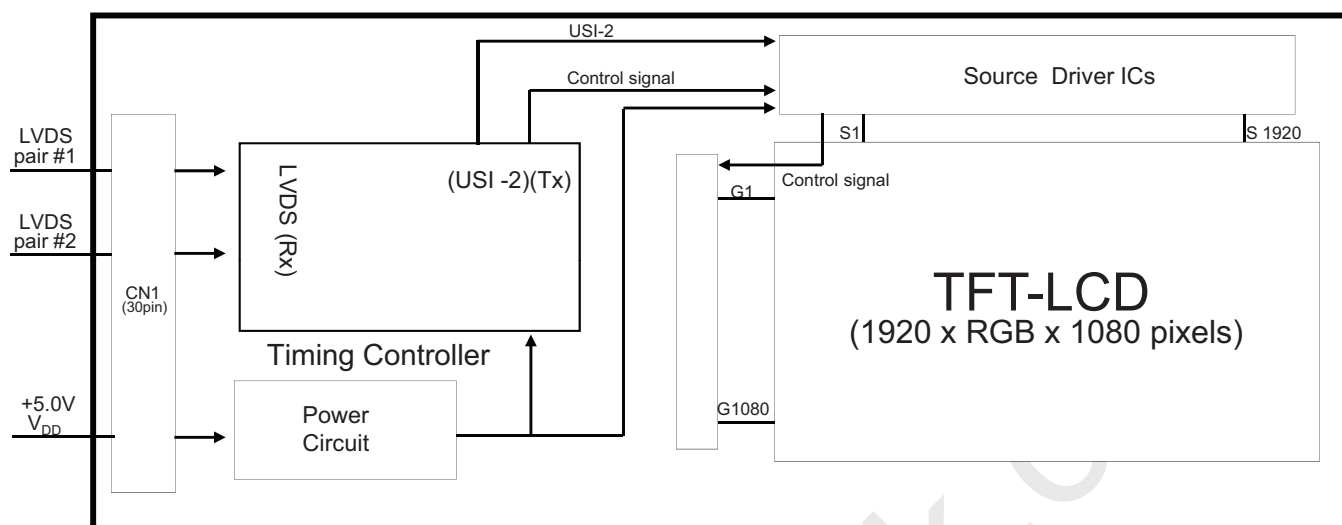 USI-2
Control signal
Source Driver ICs
LVDS
pair #1
S1
S 1920
(USI -2)(Tx)
LVDS (Rx)
Control signal
G1
LVDS
pair #2
CN1
(30pin)
TFT-LCD
(1920 x RGB x 1080 pixels)
Timing Controller
+5.0V
VDD
Power
Circuit
G1080